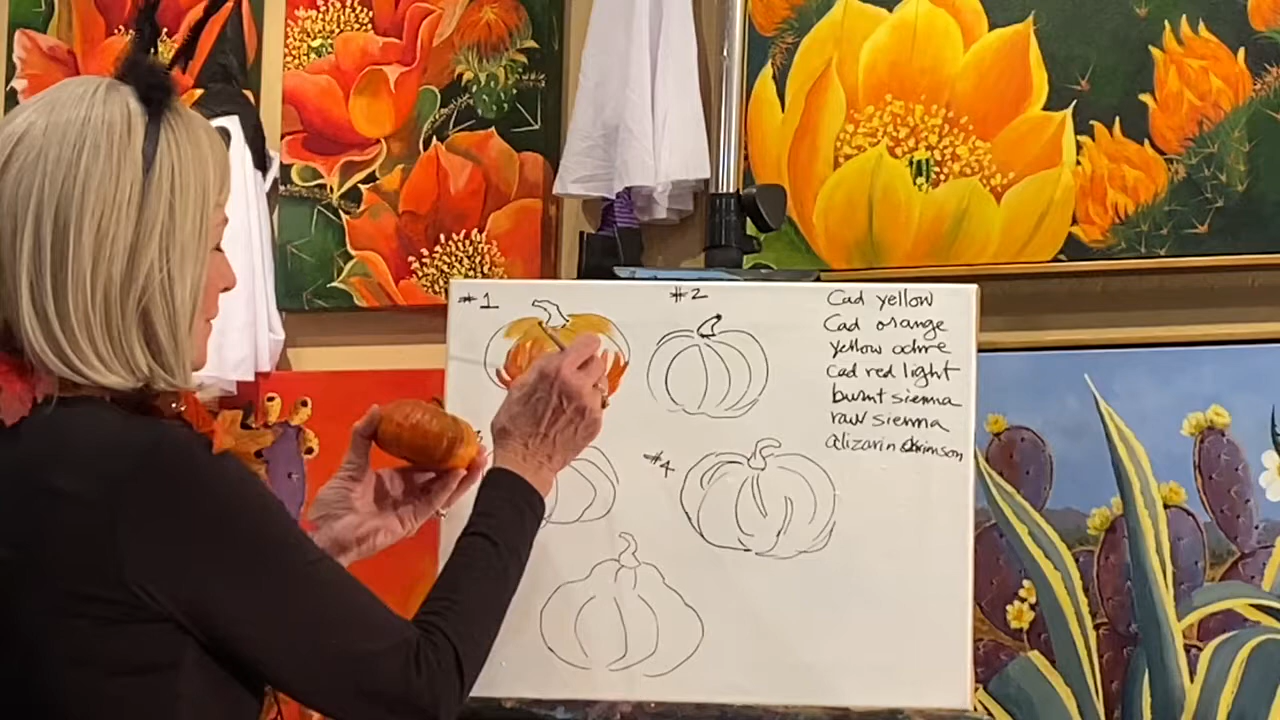 #1
#2
Cad yellow
Cad orange
yellow ochre
Cad red light
burnt sienna
raw sienna
alizarin crimson
#4